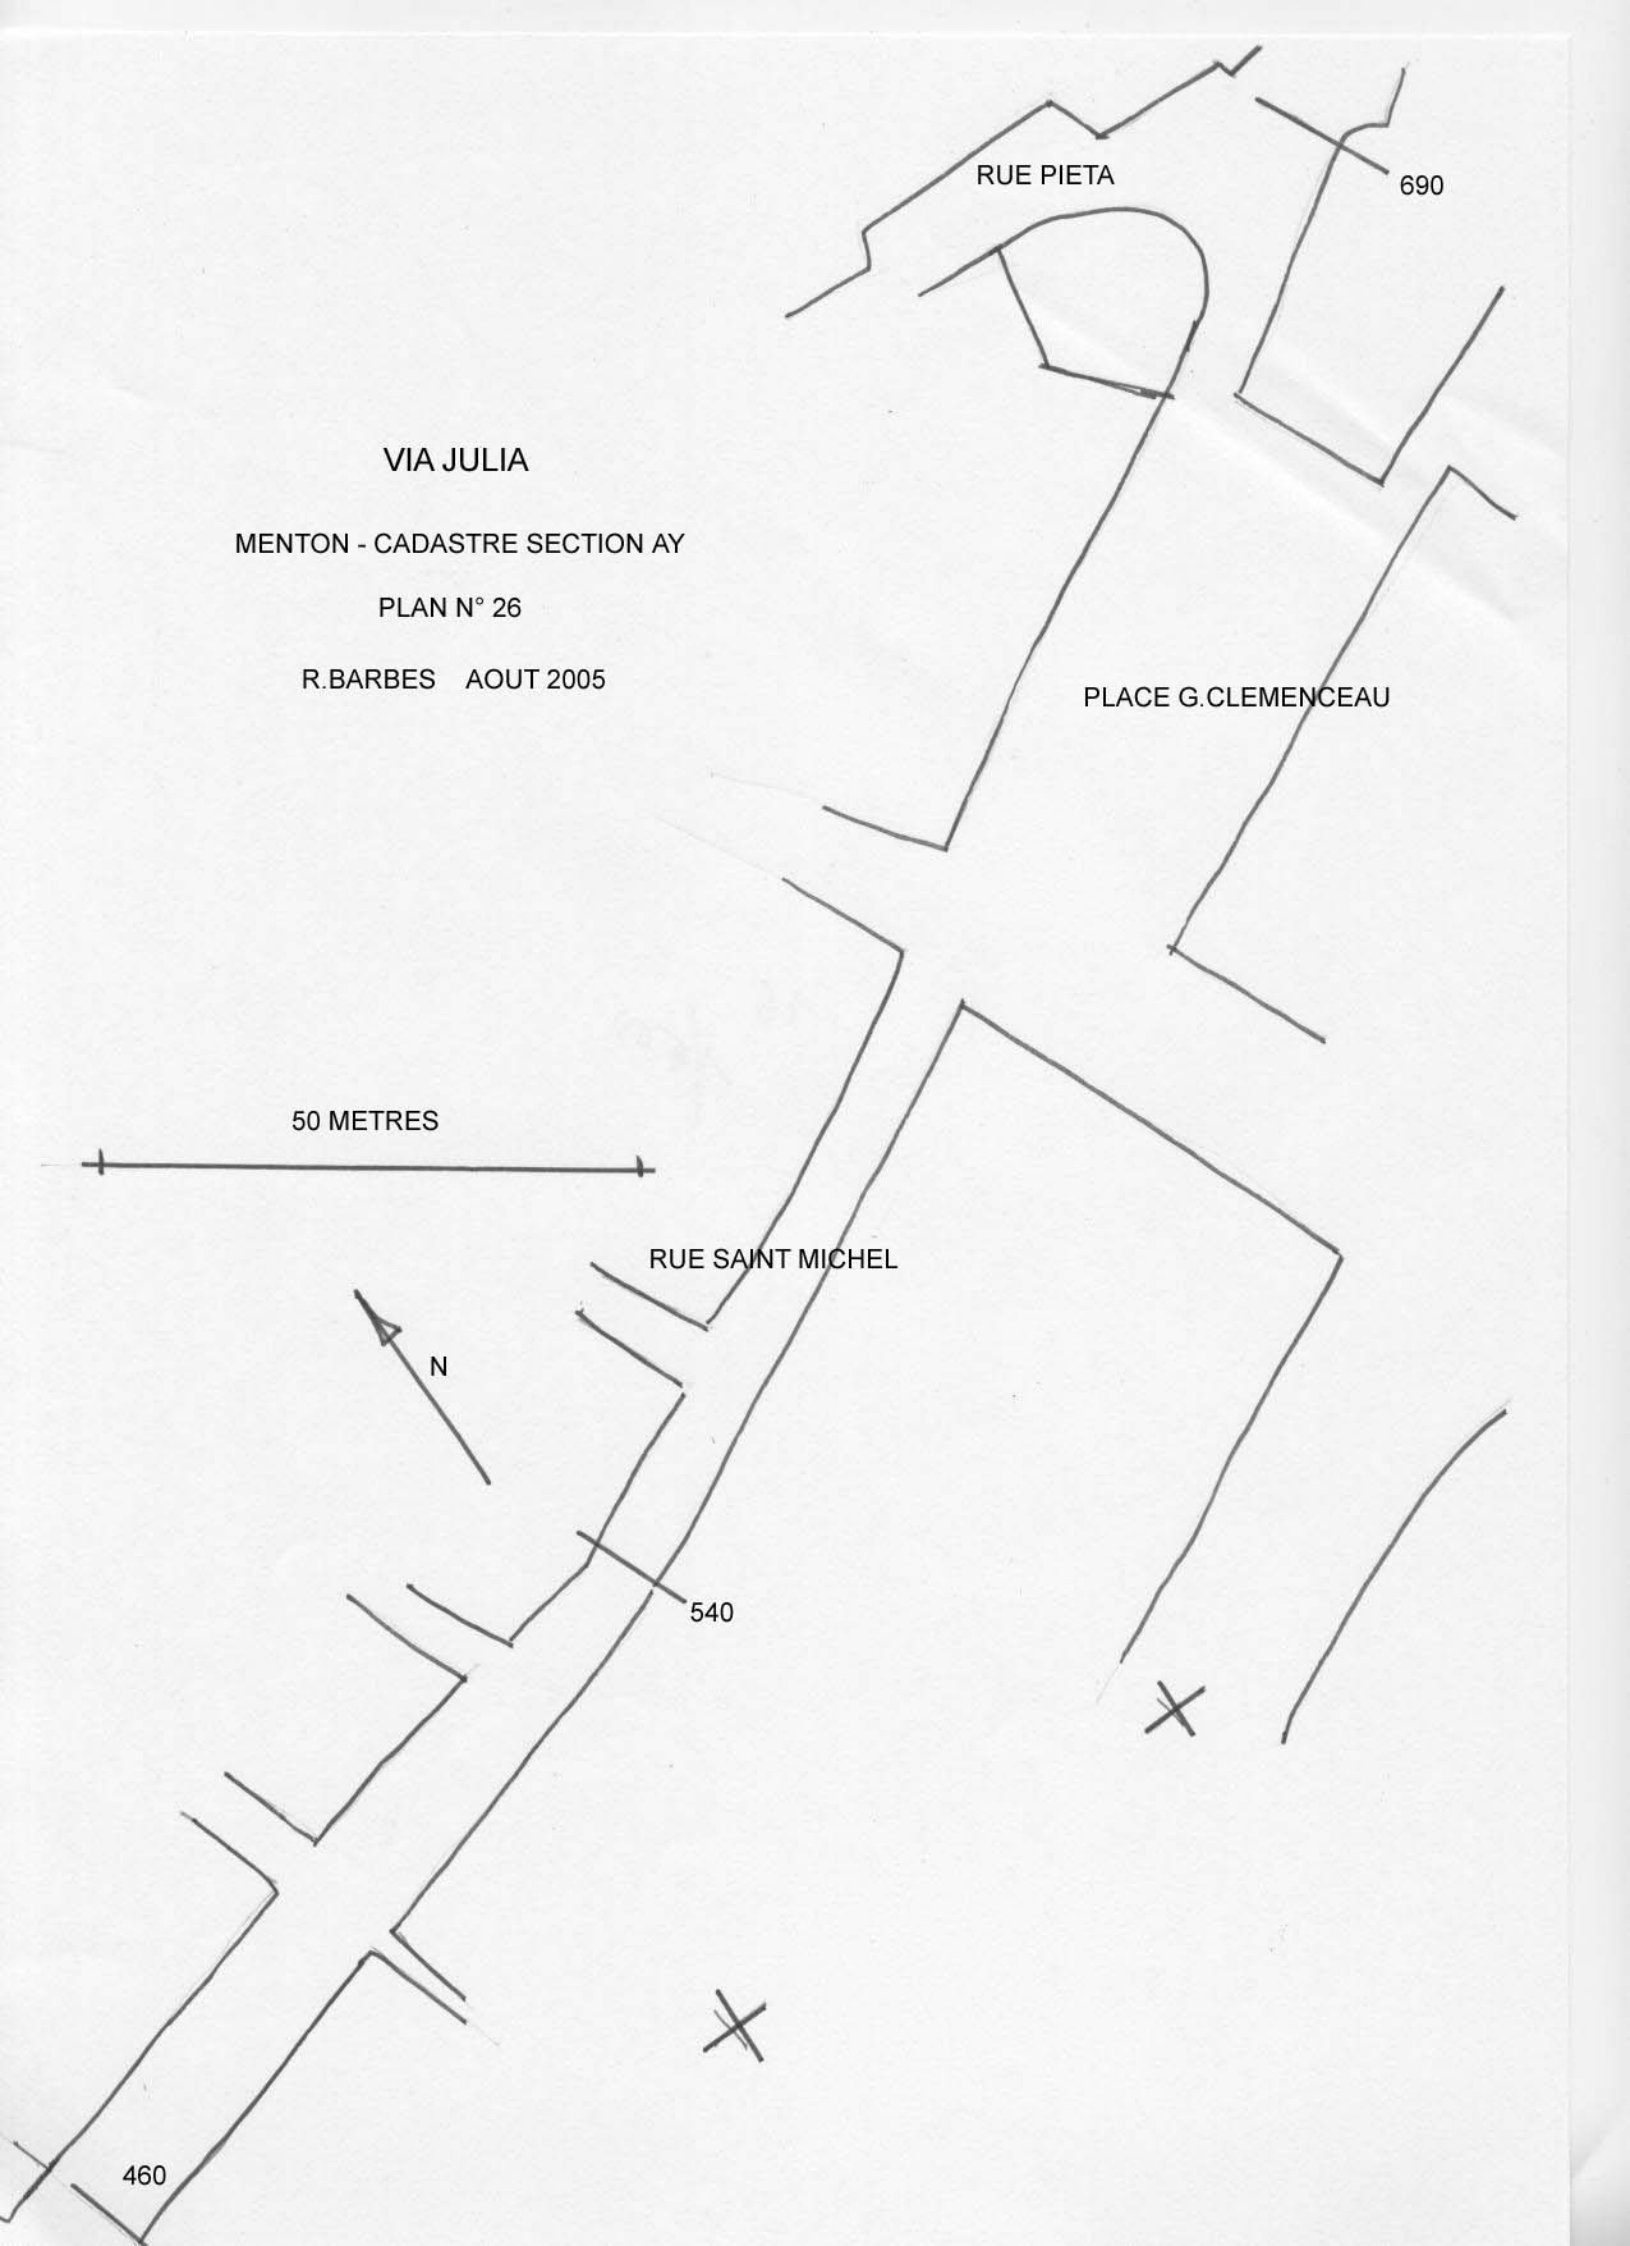 RUE PIETA
690
VIA JULIA
MENTON - CADASTRE SECTION AY
PLAN N° 26
R.BARBES AOUT 2005
PLACE G.CLEMENCEAU
50 METRES
RUE SAINT MICHEL
N
540
460